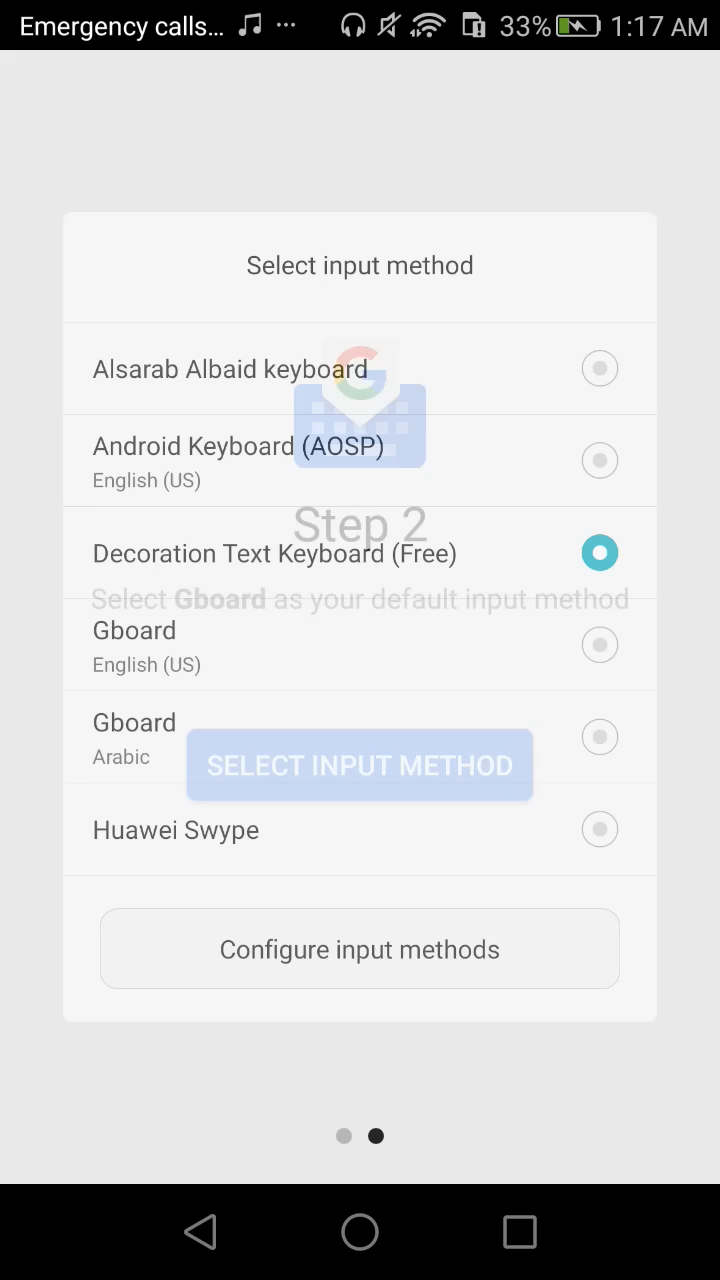 Emergency calls... 33% 1:17 AM
Select input method
Alsarab Albaid keyboard
Android Keyboard (AOSP)
English (US)
Step 2
Decoration Text Keyboard (Free)
Select Gboard as your default input method
Gboard
English (US)
Gboard
Arabic
SELECT INPUT METHOD
Huawei Swype
Configure input methods